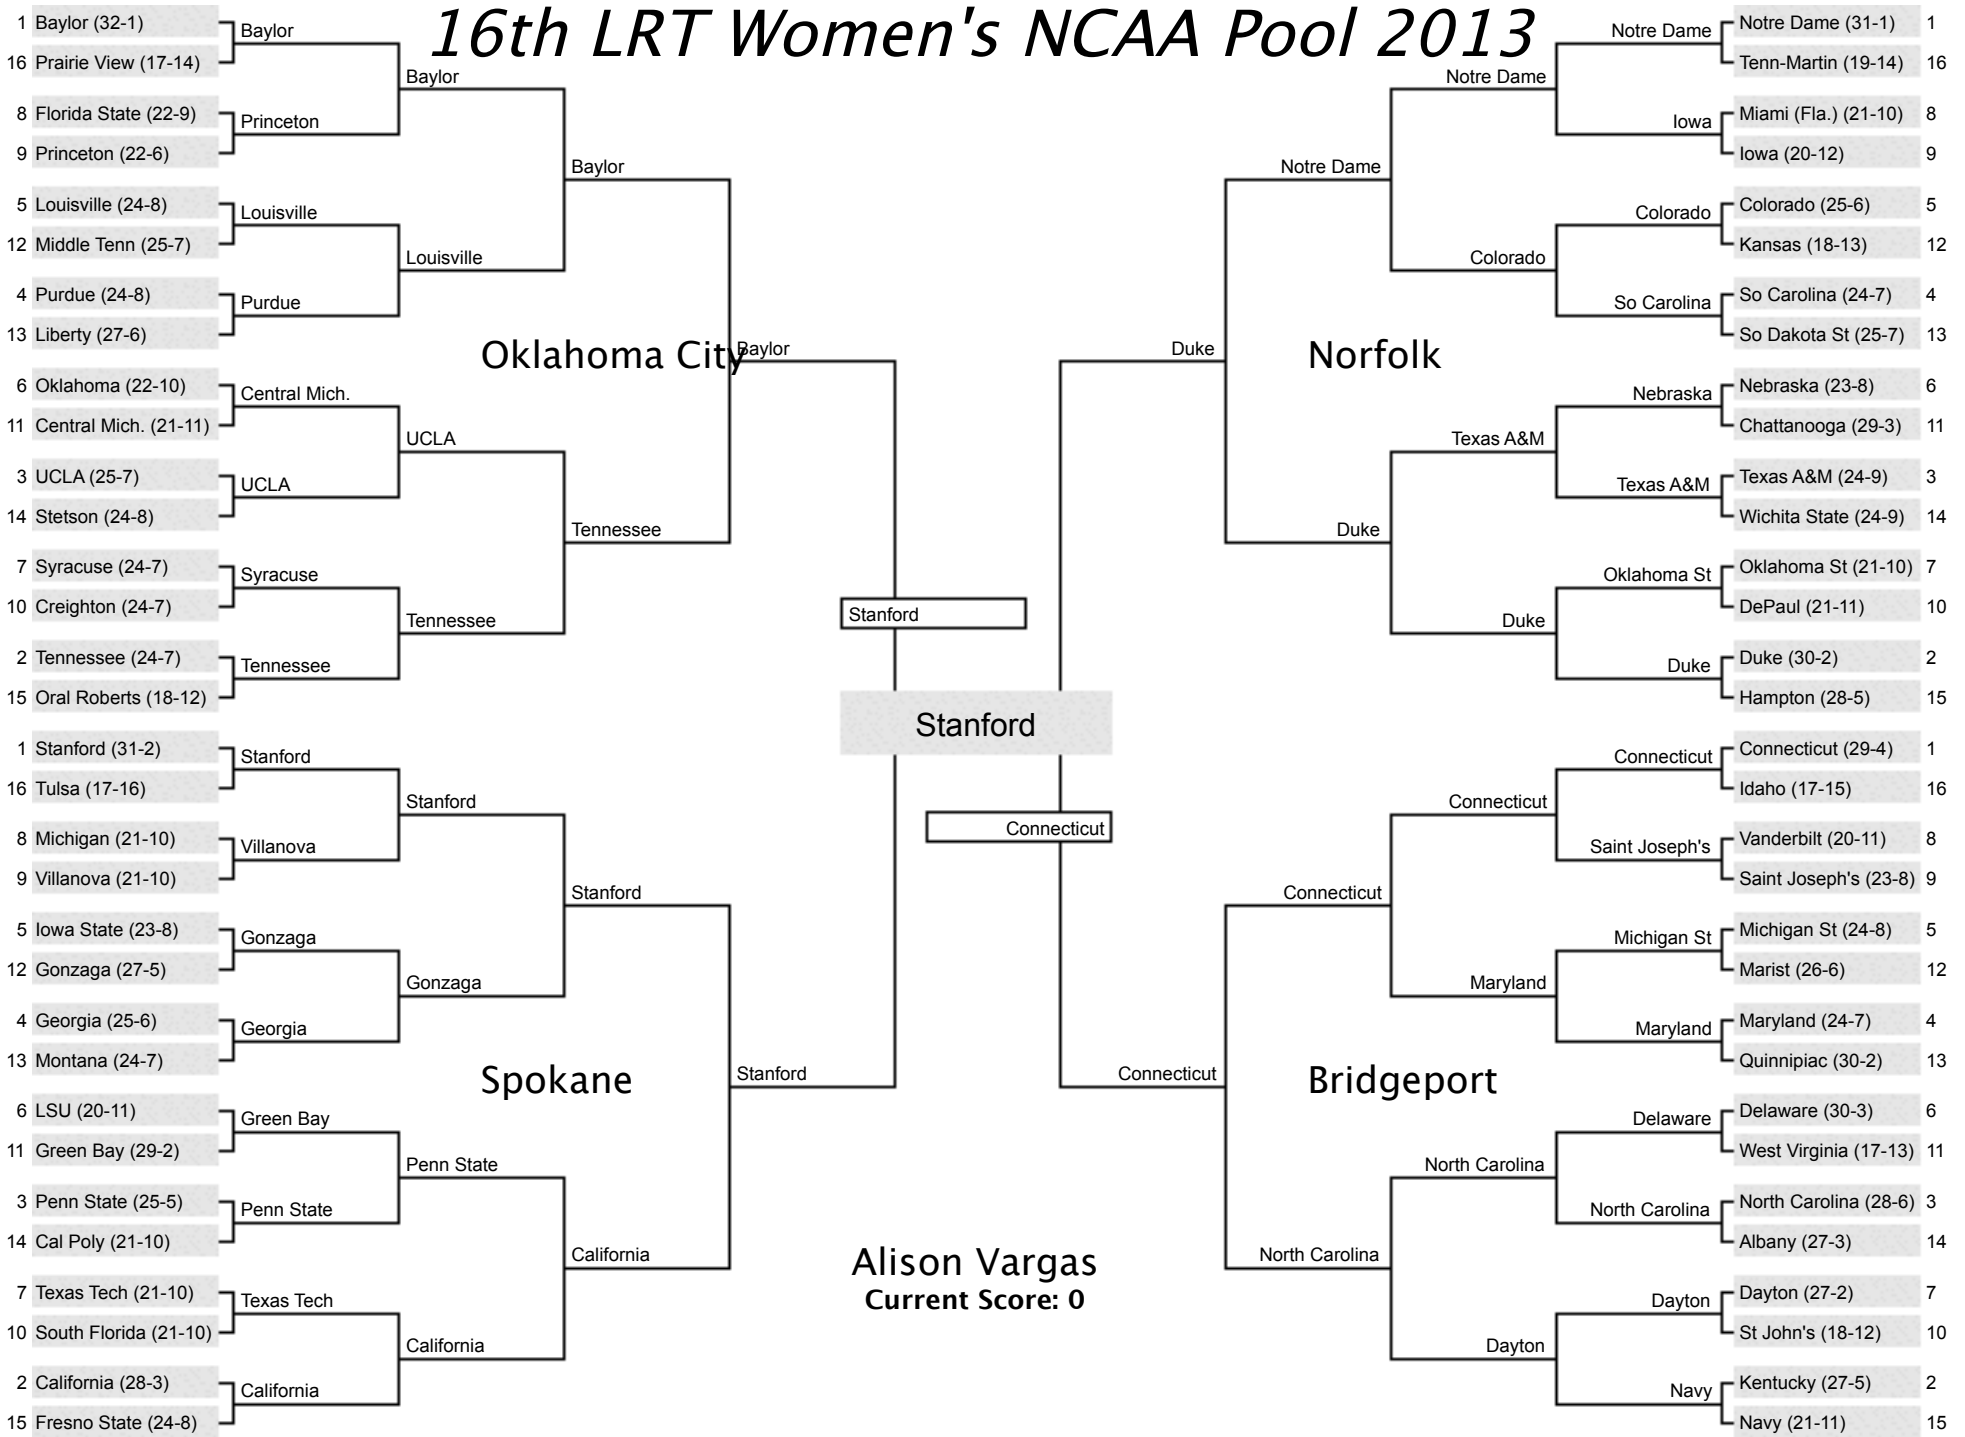 16th LRT Women's NCAA Pool 2013
1 Baylor (32-1)
16 Prairie View (17-14)
8 Florida State (22-9)
9 Princeton (22-6)
5 Louisville (24-8)
12 Middle Tenn (25-7)
4 Purdue (24-8)
13 Liberty (27-6)
6 Oklahoma (22-10)
11 Central Mich. (21-11)
3 UCLA (25-7)
14 Stetson (24-8)
7 Syracuse (24-7)
10 Creighton (24-7)
2 Tennessee (24-7)
15 Oral Roberts (18-12)
Baylor
Princeton
Louisville
Purdue
Central Mich.
UCLA
Syracuse
Tennessee
Baylor
Louisville
UCLA
Tennessee
Baylor
Tennessee
Oklahoma City
Baylor
1 Stanford (31-2)
16 Tulsa (17-16)
8 Michigan (21-10)
9 Villanova (21-10)
5 Iowa State (23-8)
12 Gonzaga (27-5)
4 Georgia (25-6)
13 Montana (24-7)
6 LSU (20-11)
11 Green Bay (29-2)
3 Penn State (25-5)
14 Cal Poly (21-10)
7 Texas Tech (21-10)
10 South Florida (21-10)
2 California (28-3)
15 Fresno State (24-8)
Stanford
Villanova
Gonzaga
Georgia
Green Bay
Penn State
Texas Tech
California
Stanford
Gonzaga
Penn State
California
Stanford
California
Spokane
Stanford
Stanford
Stanford
Connecticut
Alison Vargas
Current Score: 0
Notre Dame (31-1) 1
Tenn-Martin (19-14) 16
Miami (Fla.) (21-10) 8
Iowa (20-12) 9
Colorado (25-6) 5
Kansas (18-13) 12
So Carolina (24-7) 4
So Dakota St (25-7) 13
Nebraska (23-8) 6
Chattanooga (29-3) 11
Texas A&M (24-9) 3
Wichita State (24-9) 14
Oklahoma St (21-10) 7
DePaul (21-11) 10
Duke (30-2) 2
Hampton (28-5) 15
Notre Dame
Iowa
Colorado
So Carolina
Nebraska
Texas A&M
Oklahoma St
Duke
Notre Dame
Colorado
Texas A&M
Duke
Notre Dame
Duke
Norfolk
Duke
Connecticut (29-4) 1
Idaho (17-15) 16
Vanderbilt (20-11) 8
Saint Joseph's (23-8) 9
Michigan St (24-8) 5
Marist (26-6) 12
Maryland (24-7) 4
Quinnipiac (30-2) 13
Delaware (30-3) 6
West Virginia (17-13) 11
North Carolina (28-6) 3
Albany (27-3) 14
Dayton (27-2) 7
St John's (18-12) 10
Kentucky (27-5) 2
Navy (21-11) 15
Connecticut
Saint Joseph's
Michigan St
Maryland
Delaware
North Carolina
Dayton
Navy
Connecticut
Maryland
North Carolina
Dayton
Connecticut
North Carolina
Bridgeport
Connecticut